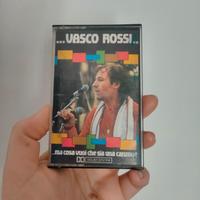 ...VASCO ROSSI..
...ma cosa vuoi che sia una canzone...